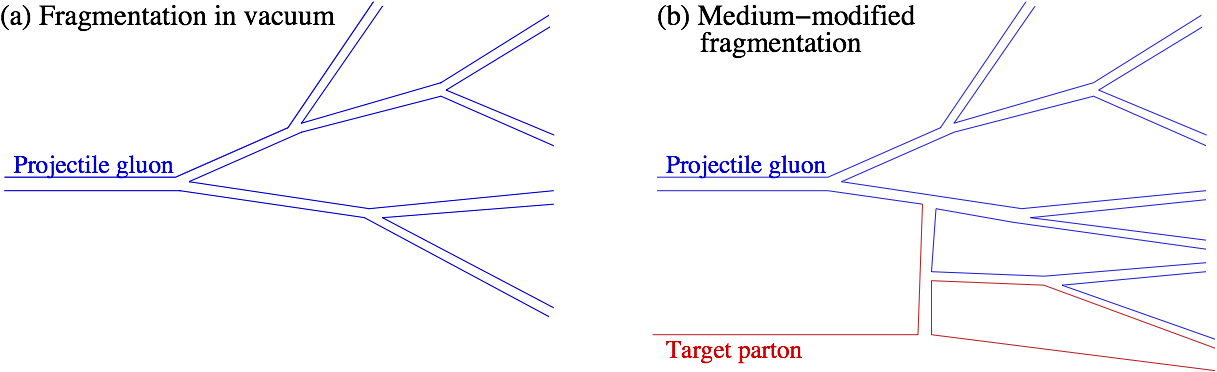 (a) Fragmentation in vacuum
Projectile gluon
(b) Medium−modified
fragmentation
Projectile gluon
Target parton